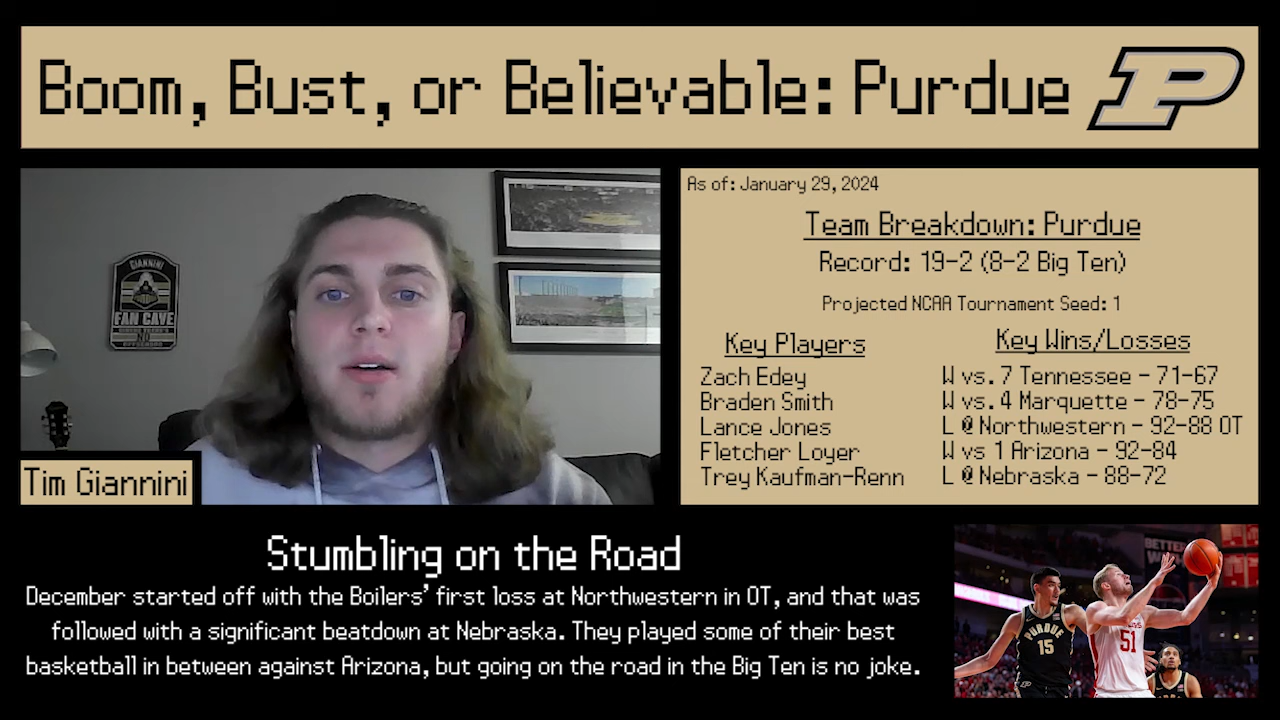 Boom, Bust, or Believable: Purdue
P
GIANNINI
FAN CAVE
NO
Tim Giannini
As of: January 29, 2024
Team Breakdown: Purdue
Record: 19-2 (8-2 Big Ten)
Projected NCAA Tournament Seed: 1
Key Players
Zach Edey
Braden Smith
Lance Jones
Fletcher Loyer
Trey Kaufman-Renn
Key Wins/Losses
W vs. 7 Tennessee - 71-67
W vs. 4 Marquette - 78-75
L @ Northwestern - 92-88 OT
W vs 1 Arizona - 92-84
L @ Nebraska - 88-72
Stumbling on the Road
December started off with the Boilers' first loss at Northwestern in OT, and that was
followed with a significant beatdown at Nebraska. They played some of their best
basketball in between against Arizona, but going on the road in the Big Ten is no joke.
PURDUE
15
51